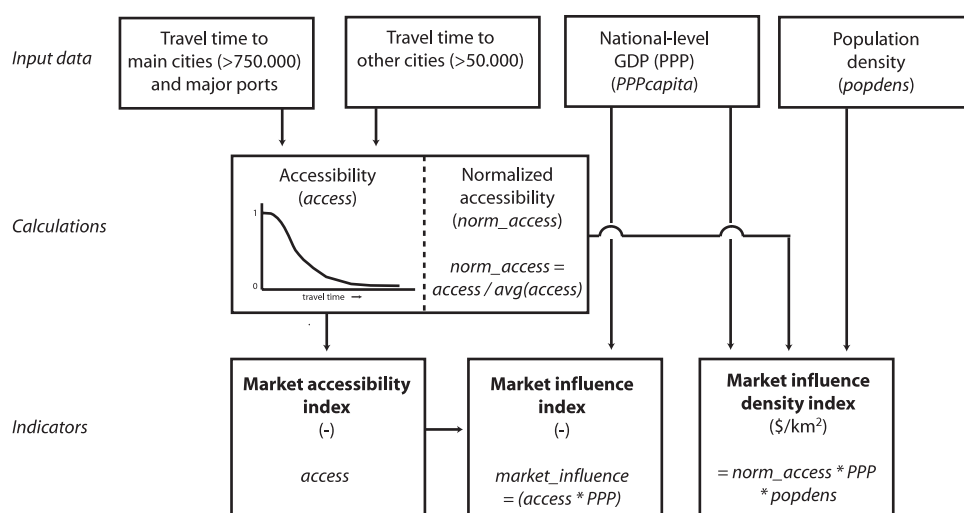 Input data
Travel time to
main cities (>750.000)
and major ports
Travel time to
other cities (>50.000)
National-level
GDP (PPP)
(PPPcapita)
Population
density
(popdens)
Calculations
Accessibility
(access)
1
0
travel time →
Normalized
accessibility
(norm_access)
norm_access =
access / avg(access)
Indicators
Market accessibility
index
(-)
access
Market influence
index
(-)
market_influence
= (access * PPP)
Market influence
density index
($/km²)
= norm_access * PPP
* popdens